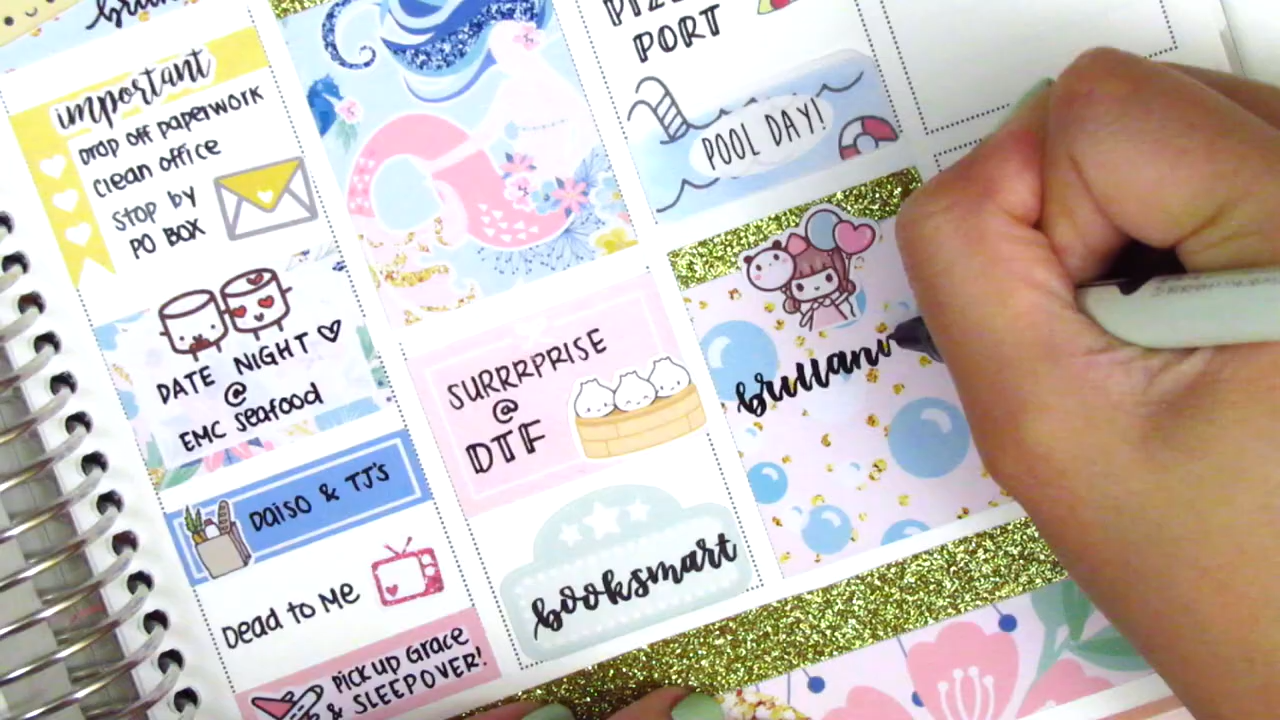 important
Drop off paperwork
clean office
Stop by
PO BOX
DATE NIGHT
@
EMC Seafood
Daiso & TJ's
Dead to Me
Pick up Grace
& SLEEPOVER!
SURRRPRISE
@
DTF
booksmart
PORT
POOL DAY!